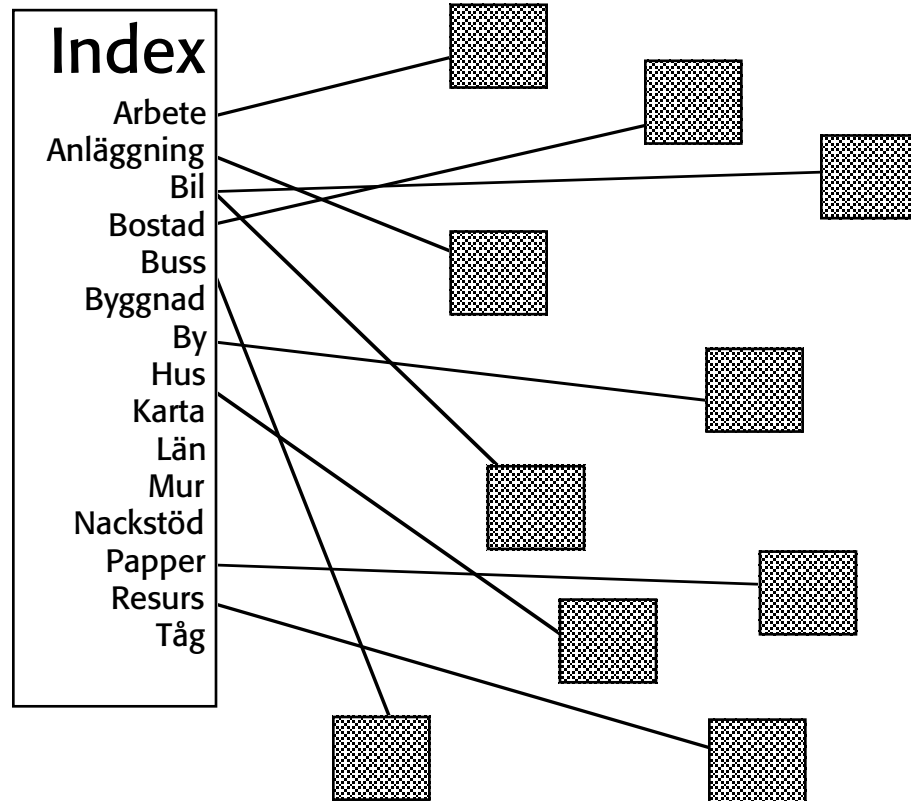 Index
Arbete
Anläggning
Bil
Bostad
Buss
Byggnad
By
Hus
Karta
Län
Mur
Nackstöd
Papper
Resurs
Tåg